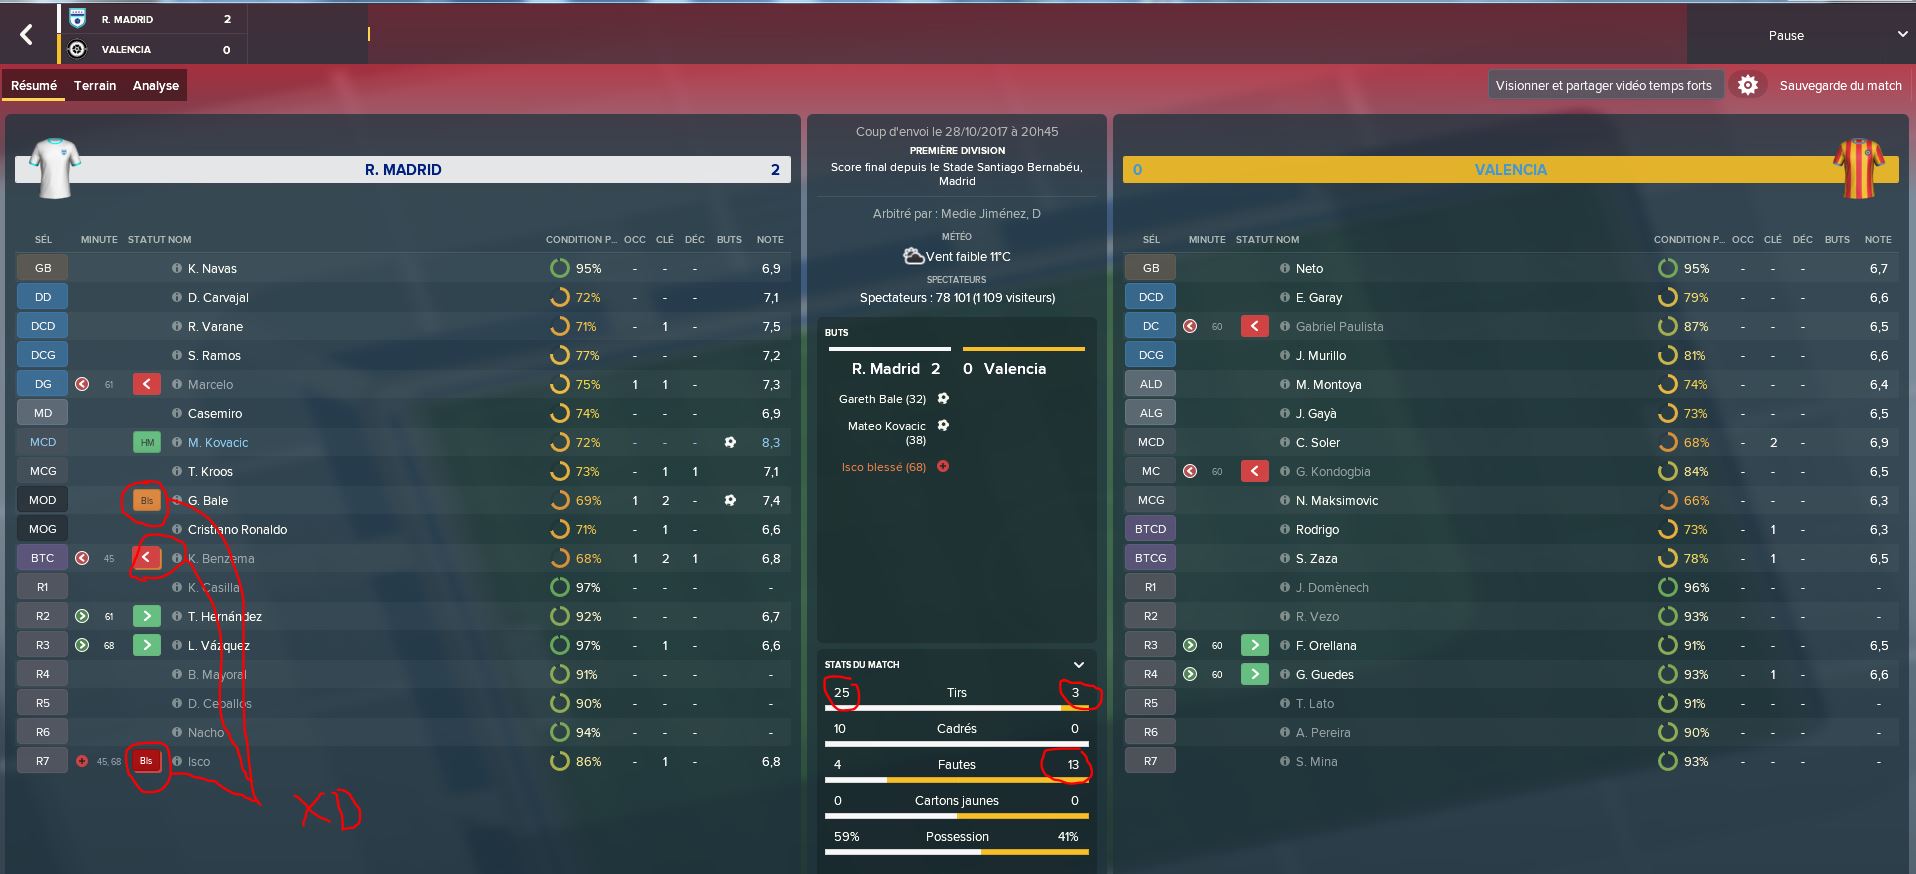 R. MADRID 2
VALENCIA 0
Pause
Résumé Terrain Analyse
Visionner et partager vidéo temps forts
Sauvegarde du match
R. MADRID 2
Coup d'envoi le 28/10/2017 à 20h45
PREMIÈRE DIVISION
Score final depuis le Stade Santiago Bernabéu,
Madrid
Arbitré par : Medie Jiménez, D
MÉTÉO
Vent faible 11°C
SPECTATEURS
Spectateurs : 78 101 (1 109 visiteurs)
0 VALENCIA
SÉL MINUTE STATUT NOM CONDITION P... OCC CLÉ DÉC BUTS NOTE
GB K. Navas 95% - - - 6,9
DD D. Carvajal 72% - - - 7,1
DCD R. Varane 71% - 1 - 7,5
DCG S. Ramos 77% - - - 7,2
DG 61 Marcelo 75% 1 1 - 7,3
MD Casemiro 74% - - - 6,9
MCD HM M. Kovacic 72% - - - 8,3
MCG T. Kroos 73% - 1 1 7,1
MOD Bls G. Bale 69% 1 2 - 7,4
MOG Cristiano Ronaldo 71% - 1 - 6,6
BTC 45 K. Benzema 68% 1 2 1 6,8
R1 K. Casilla 97% - - - -
R2 61 T. Hernández 92% - - - 6,7
R3 68 L. Vázquez 97% - 1 - 6,6
R4 B. Mayoral 91% - - - -
R5 D. Ceballos 90% - - - -
R6 Nacho 94% - - - -
R7 45, 68 Bls Isco 86% - 1 - 6,8
XD
BUTS
R. Madrid 2 0 Valencia
Gareth Bale (32)
Mateo Kovacic
(38)
Isco blessé (68)
STATS DU MATCH
25 Tirs 3
10 Cadrés 0
4 Fautes 13
0 Cartons jaunes 0
59% Possession 41%
SÉL MINUTE STATUT NOM CONDITION P... OCC CLÉ DÉC BUTS NOTE
GB Neto 95% - - - 6,7
DCD E. Garay 79% - - - 6,6
DC 60 Gabriel Paulista 87% - - - 6,5
DCG J. Murillo 81% - - - 6,6
ALD M. Montoya 74% - - - 6,4
ALG J. Gayà 73% - - - 6,5
MCD C. Soler 68% - 2 - 6,9
MC 60 G. Kondogbia 84% - - - 6,5
MCG N. Maksimovic 66% - - - 6,3
BTCD Rodrigo 73% - 1 - 6,3
BTCG S. Zaza 78% - 1 - 6,5
R1 J. Domènech 96% - - - -
R2 R. Vezo 93% - - - -
R3 60 F. Orellana 91% - - - 6,5
R4 60 G. Guedes 93% - 1 - 6,6
R5 T. Lato 91% - - - -
R6 A. Pereira 90% - - - -
R7 S. Mina 93% - - - -